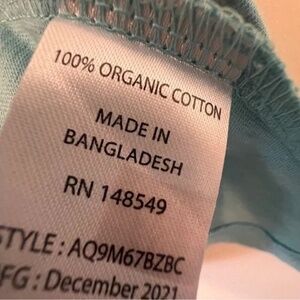 100% ORGANIC COTTON
MADE IN
BANGLADESH
RN 148549
STYLE : AQ9M67BZBC
FG : December 2021